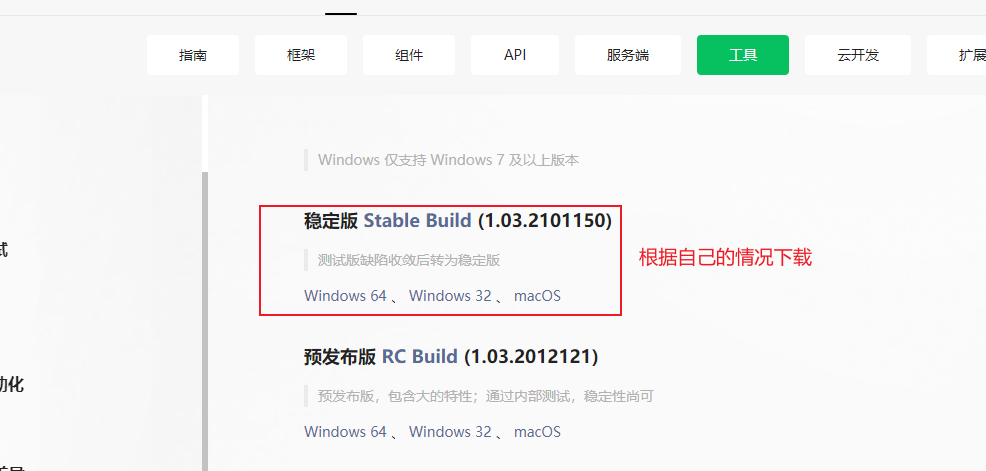 指南 框架 组件 API 服务端 工具 云开发 扩展
Windows 仅支持 Windows 7 及以上版本
稳定版 Stable Build (1.03.2101150)
测试版缺陷收敛后转为稳定版
根据自己的情况下载
试
Windows 64 、 Windows 32 、 macOS
预发布版 RC Build (1.03.2012121)
动化
预发布版，包含大的特性；通过内部测试，稳定性尚可
Windows 64 、 Windows 32 、 macOS